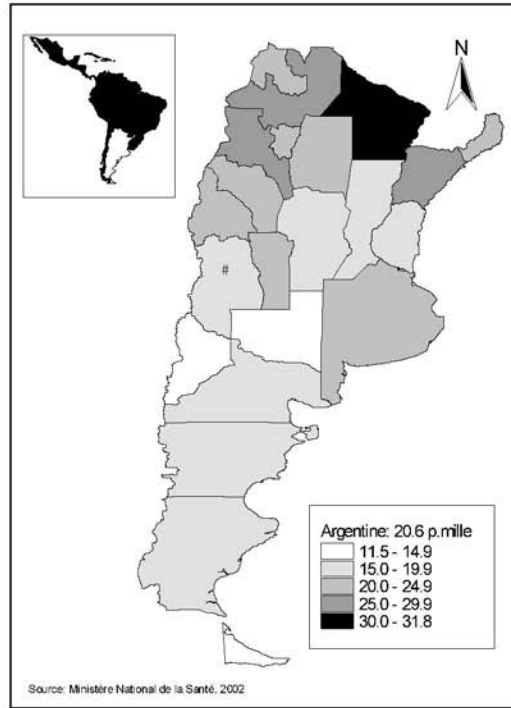 N
#
Argentine: 20.6 p.mille
11.5 - 14.9
15.0 - 19.9
20.0 - 24.9
25.0 - 29.9
30.0 - 31.8
Source: Ministère National de la Santé. 2002